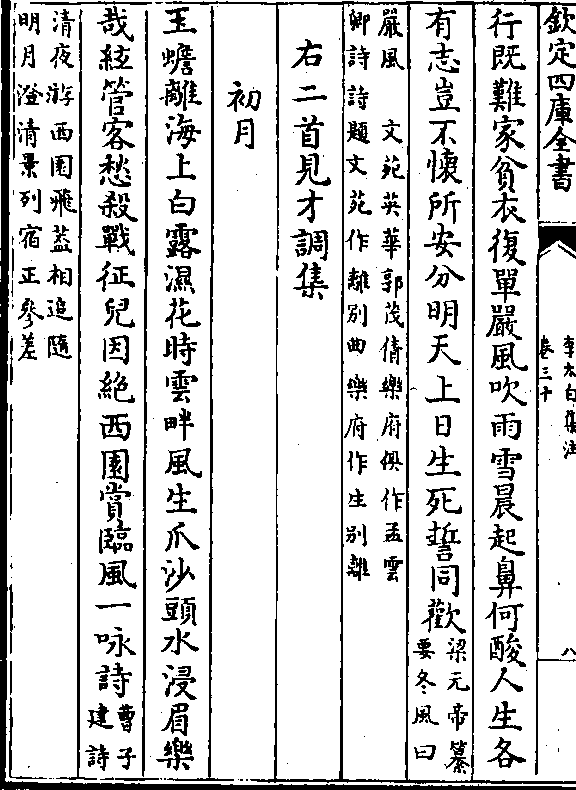 欽定四庫全書
李太白集注
卷三十
八
行既難家貧衣復單嚴風吹雨雪晨起鼻何酸人生各
有志豈不懷所安分明天上日生死誓同歡
梁元帝纂
要冬風曰
嚴風 文苑英華郭茂倩樂府俱作孟雲
卿詩詩題文苑作離别曲樂府作生别離
右二首見才調集
初月
玉蟾離海上白露濕花時雲畔風生爪沙頭水浸眉樂
哉絃管客愁殺戰征兒因絶西園賞臨風一咏詩
曹子
建詩
清夜游西園飛葢相追隨
明月澄清景列宿正參差